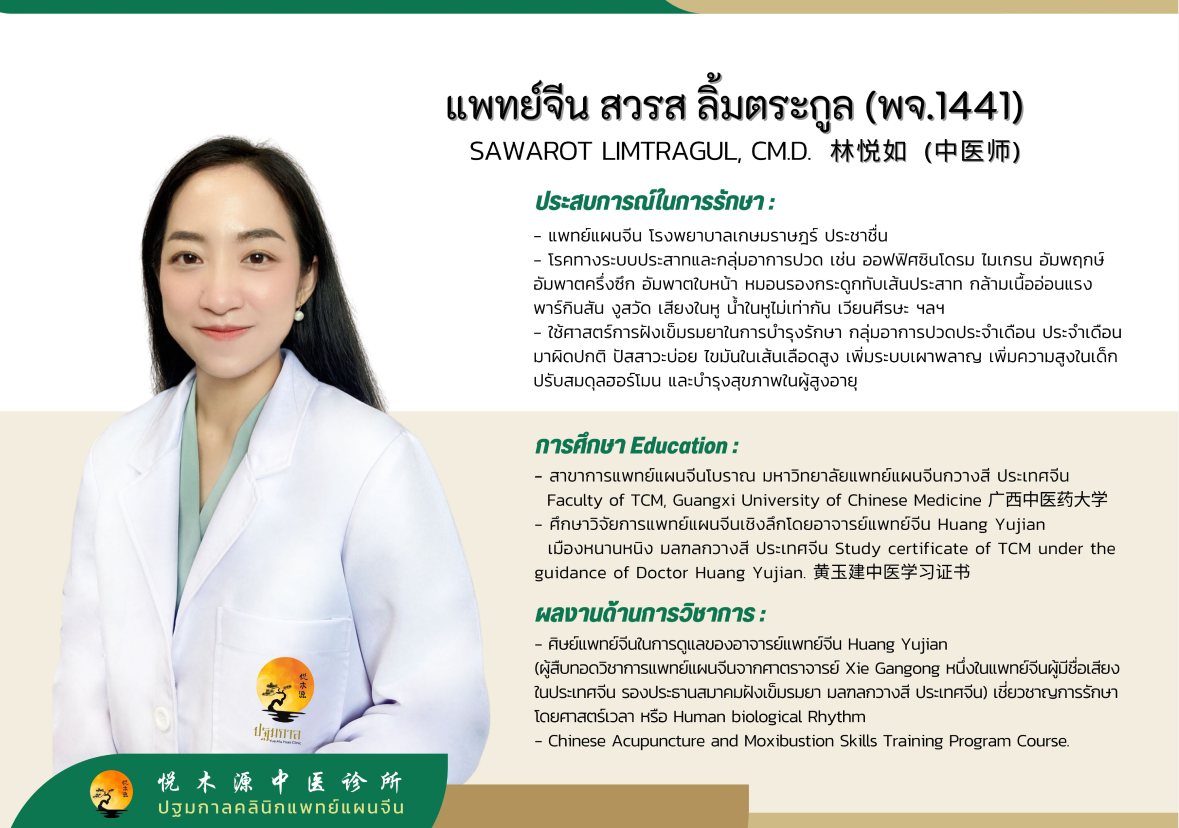 แพทย์จีน สวรส ลิ้มตระกูล (พจ.1441)
SAWAROT LIMTRAGUL, CM.D. 林悦如 (中医师)
ประสบการณ์ในการรักษา :
- แพทย์แผนจีน โรงพยาบาลเกษมราษฎร์ ประชาชื่น
- โรคทางระบบประสาทและกลุ่มอาการปวด เช่น ออฟฟิศซินโดรม ไมเกรน อัมพฤกษ์
อัมพาตครึ่งซีก อัมพาตใบหน้า หมอนรองกระดูกทับเส้นประสาท กล้ามเนื้ออ่อนแรง
พาร์กินสัน งูสวัด เสียงในหู น้ำในหูไม่เท่ากัน เวียนศีรษะ ฯลฯ
- ใช้ศาสตร์การฝังเข็มรมยาในการบำรุงรักษา กลุ่มอาการปวดประจำเดือน ประจำเดือน
มาผิดปกติ ปัสสาวะบ่อย ไขมันในเส้นเลือดสูง เพิ่มระบบเผาพลาญ เพิ่มความสูงในเด็ก
ปรับสมดุลฮอร์โมน และบำรุงสุขภาพในผู้สูงอายุ
การศึกษา Education :
- สาขาการแพทย์แผนจีนโบราณ มหาวิทยาลัยแพทย์แผนจีนกวางสี ประเทศจีน
Faculty of TCM, Guangxi University of Chinese Medicine 广西中医药大学
- ศึกษาวิจัยการแพทย์แผนจีนเชิงลึกโดยอาจารย์แพทย์จีน Huang Yujian
เมืองหนานหนิง มลฑลกวางสี ประเทศจีน Study certificate of TCM under the
guidance of Doctor Huang Yujian. 黄玉建中医学习证书
ผลงานด้านการวิชาการ :
- ศิษย์แพทย์จีนในการดูแลของอาจารย์แพทย์จีน Huang Yujian
(ผู้สืบทอดวิชาการแพทย์แผนจีนจากศาตราจารย์ Xie Gangong หนึ่งในแพทย์จีนผู้มีชื่อเสียง
ในประเทศจีน รองประธานสมาคมฝังเข็มรมยา มลฑลกวางสี ประเทศจีน) เชี่ยวชาญการรักษา
โดยศาสตร์เวลา หรือ Human biological Rhythm
- Chinese Acupuncture and Moxibustion Skills Training Program Course.
悦木源
ปฐมกาล
悦木源中医诊所
ปฐมกาลคลินิกแพทย์แผนจีน